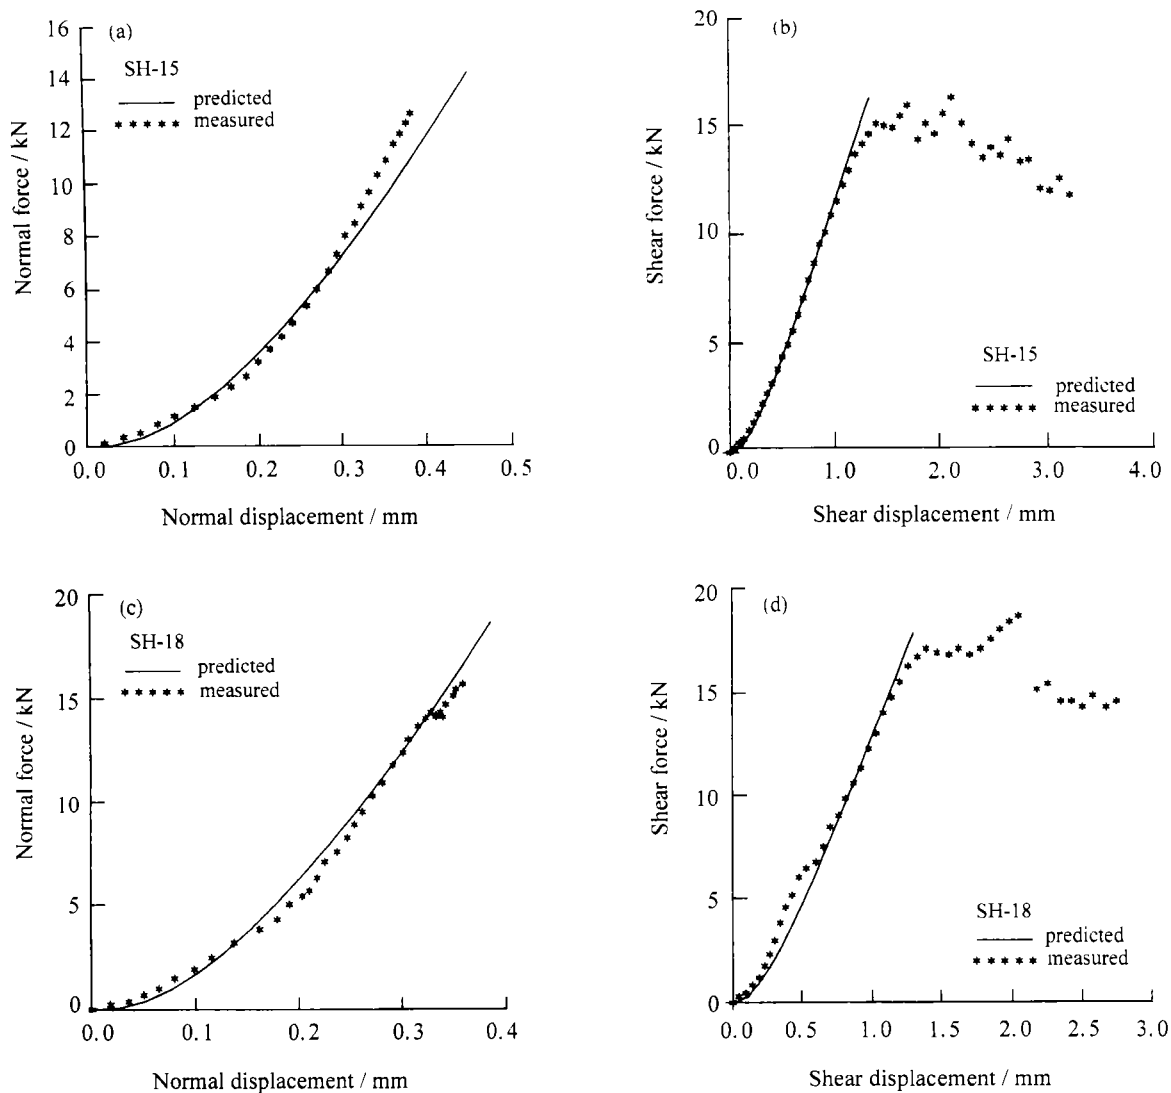 (a)
SH-15
predicted
measured
16
14
12
10
8
6
4
2
0
0.0 0.1 0.2 0.3 0.4 0.5
Normal force / kN
Normal displacement / mm
(b)
20
15
10
5
0
0.0 1.0 2.0 3.0 4.0
Shear force / kN
SH-15
predicted
measured
Shear displacement / mm
(c)
SH-18
predicted
measured
20
15
10
5
0
0.0 0.1 0.2 0.3 0.4
Normal force / kN
Normal displacement / mm
(d)
20
15
10
5
0
0.0 0.5 1.0 1.5 2.0 2.5 3.0
Shear force / kN
SH-18
predicted
measured
Shear displacement / mm